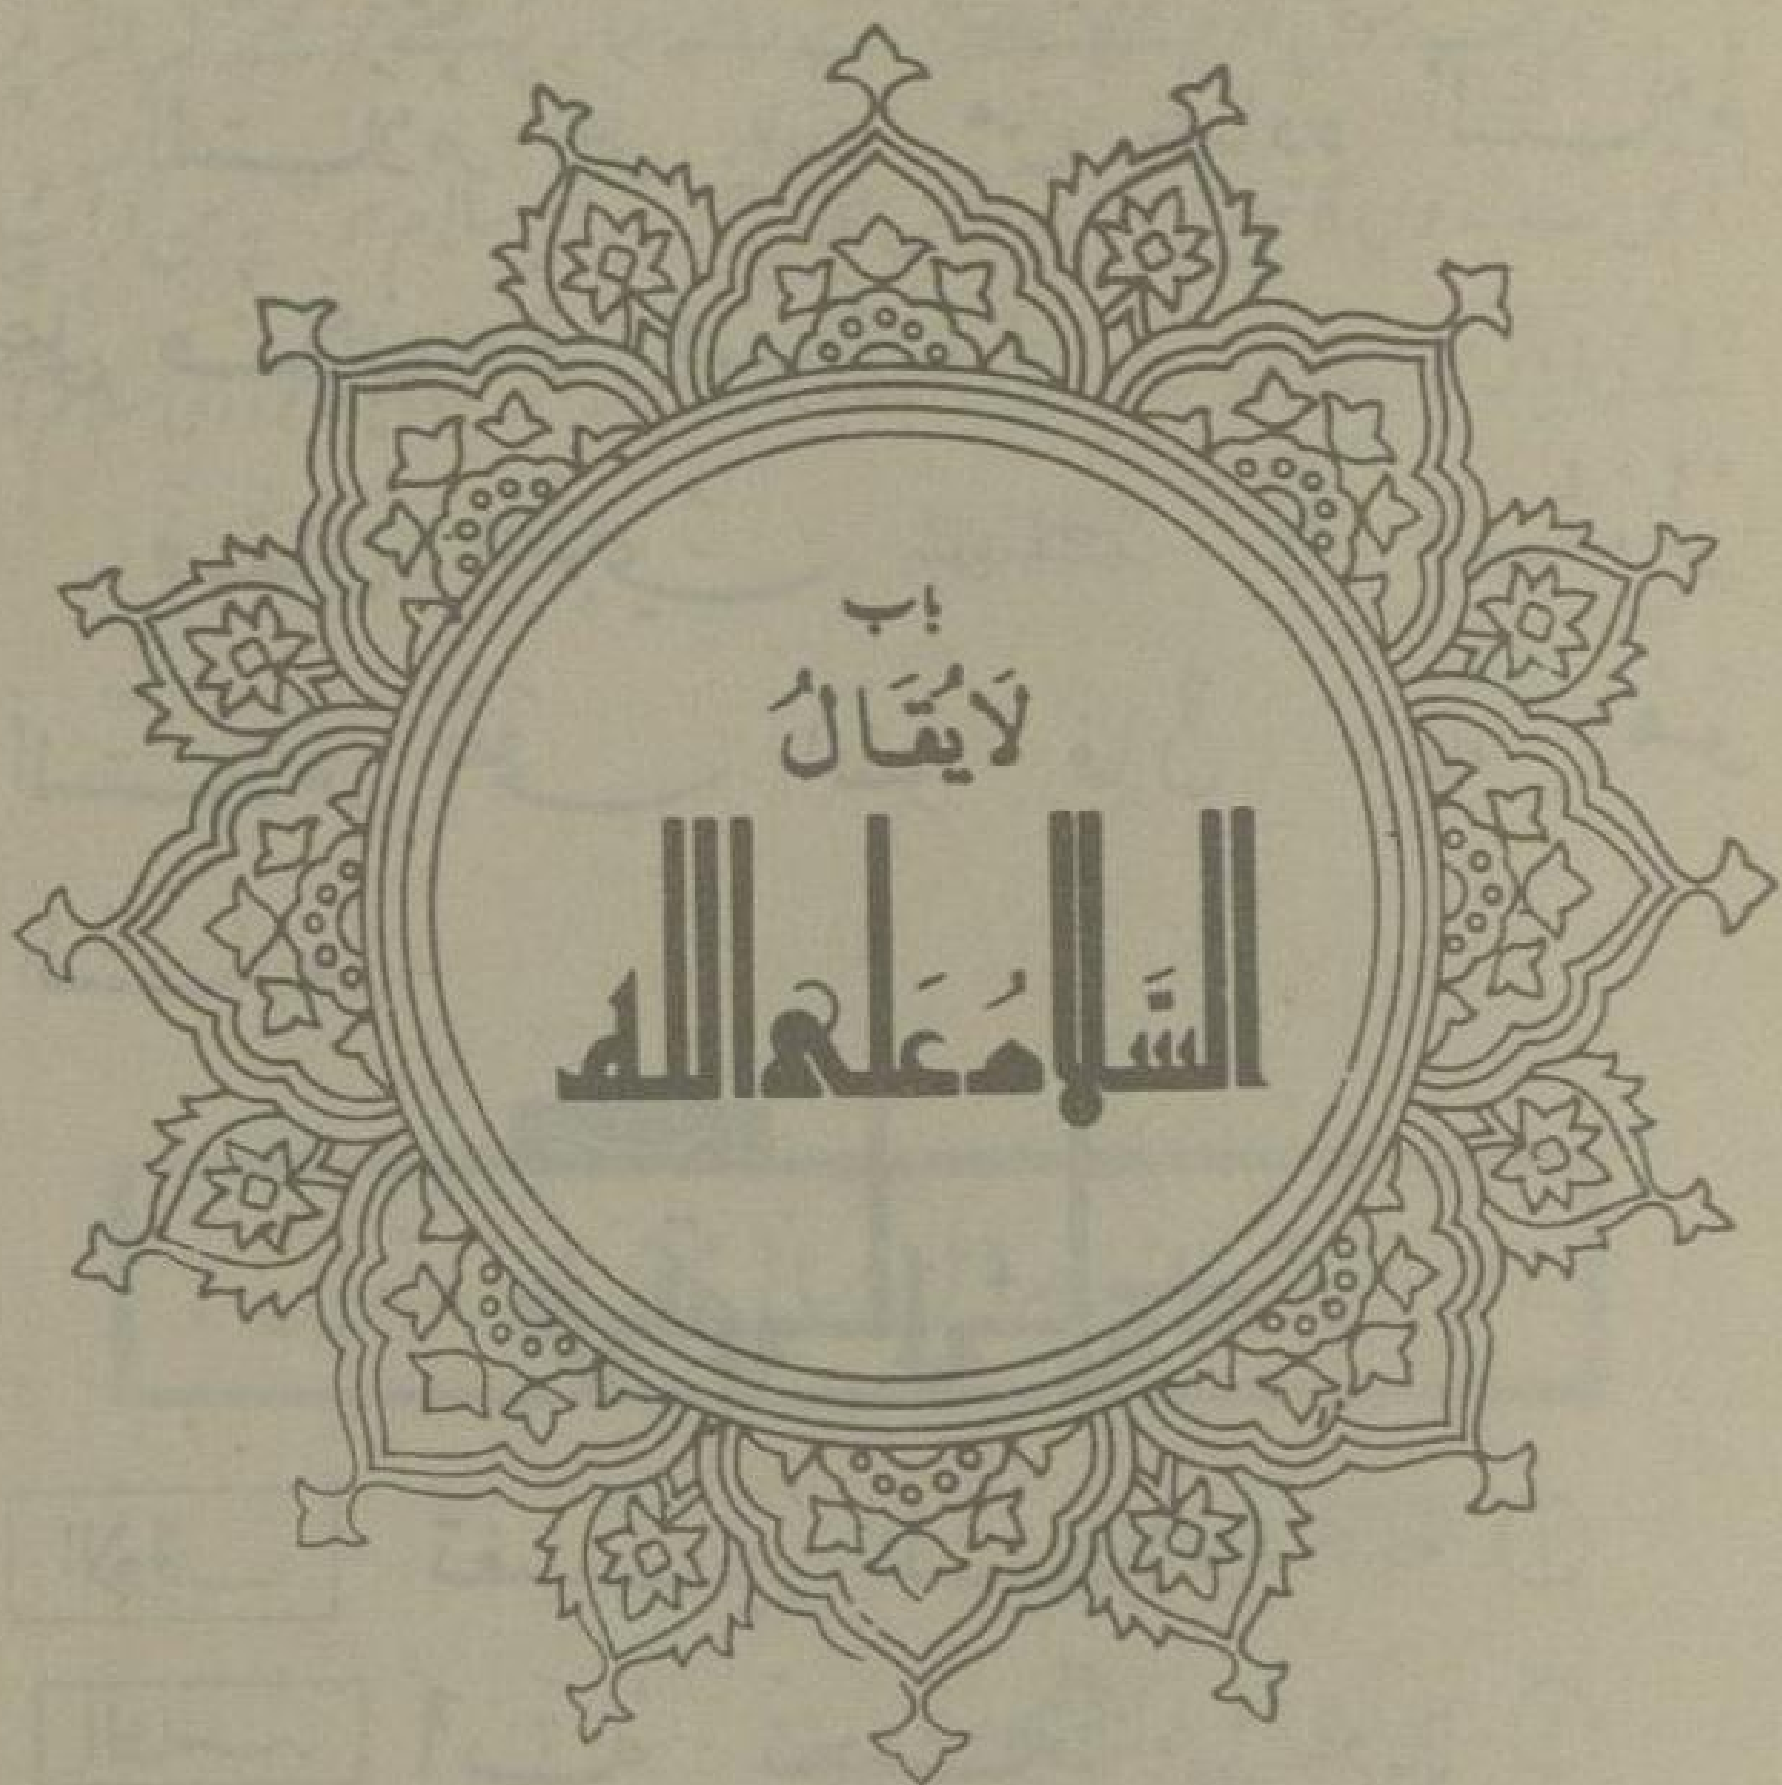 باب
لَا يُقَالُ
السَّلَامُ عَلَى الله